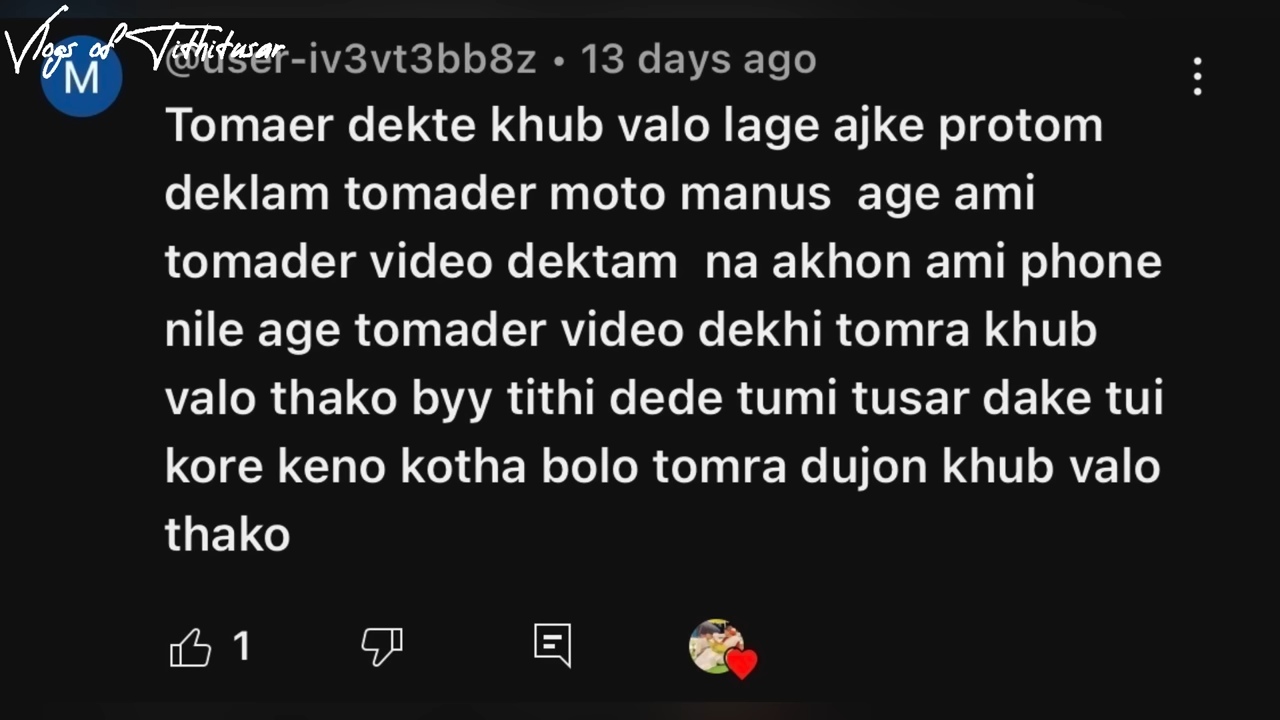 Vlogs of Tithitusar
M
@user-iv3vt3bb8z • 13 days ago
Tomaer dekte khub valo lage ajke protom
deklam tomader moto manus age ami
tomader video dektam na akhon ami phone
nile age tomader video dekhi tomra khub
valo thako byy tithi dede tumi tusar dake tui
kore keno kotha bolo tomra dujon khub valo
thako
1